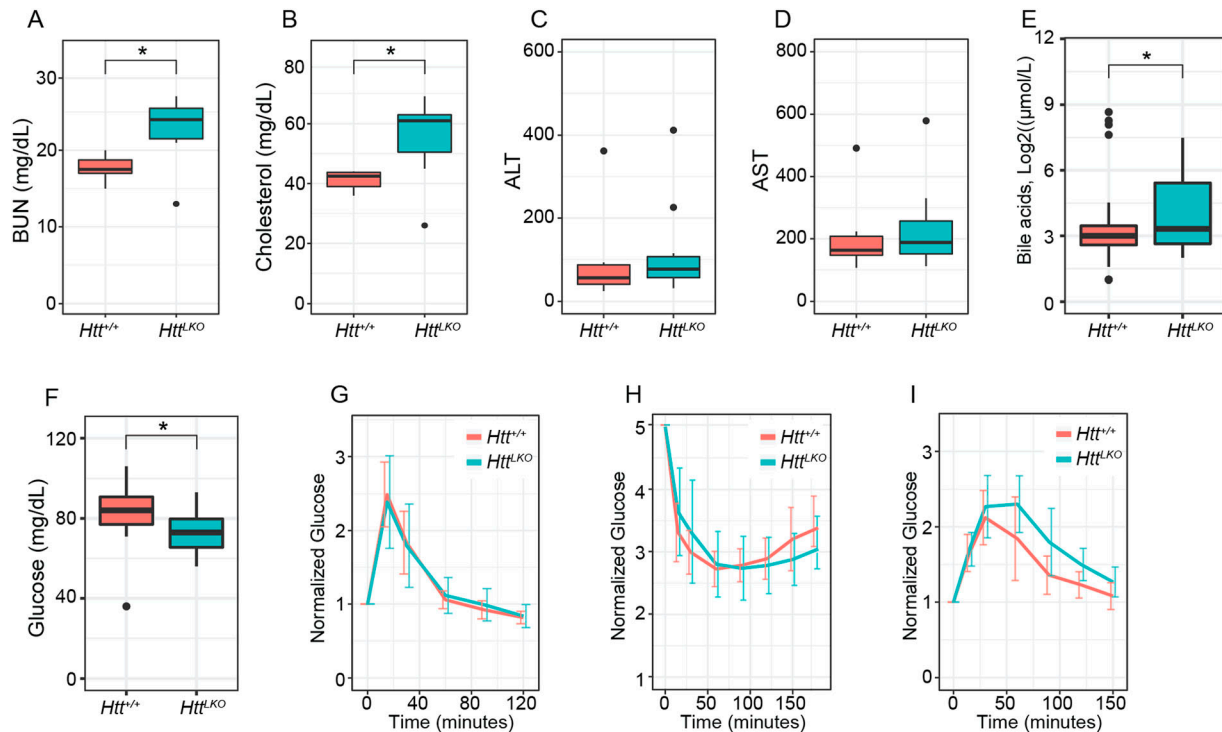 A
BUN (mg/dL)
30
20
10
0
*
Htt+/+
HttLKO
B
Cholesterol (mg/dL)
80
60
40
20
0
*
Htt+/+
HttLKO
C
ALT
600
400
200
0
Htt+/+
HttLKO
D
AST
800
600
400
200
0
Htt+/+
HttLKO
E
Bile acids, Log2((µmol/L)
12
9
6
3
0
*
Htt+/+
HttLKO
F
Glucose (mg/dL)
120
80
40
0
*
Htt+/+
HttLKO
G
Normalized Glucose
3
2
1
0
Htt+/+
HttLKO
0 40 80 120
Time (minutes)
H
Normalized Glucose
5
4
3
2
1
Htt+/+
HttLKO
0 50 100 150
Time (minutes)
I
Normalized Glucose
3
2
1
0
Htt+/+
HttLKO
0 50 100 150
Time (minutes)